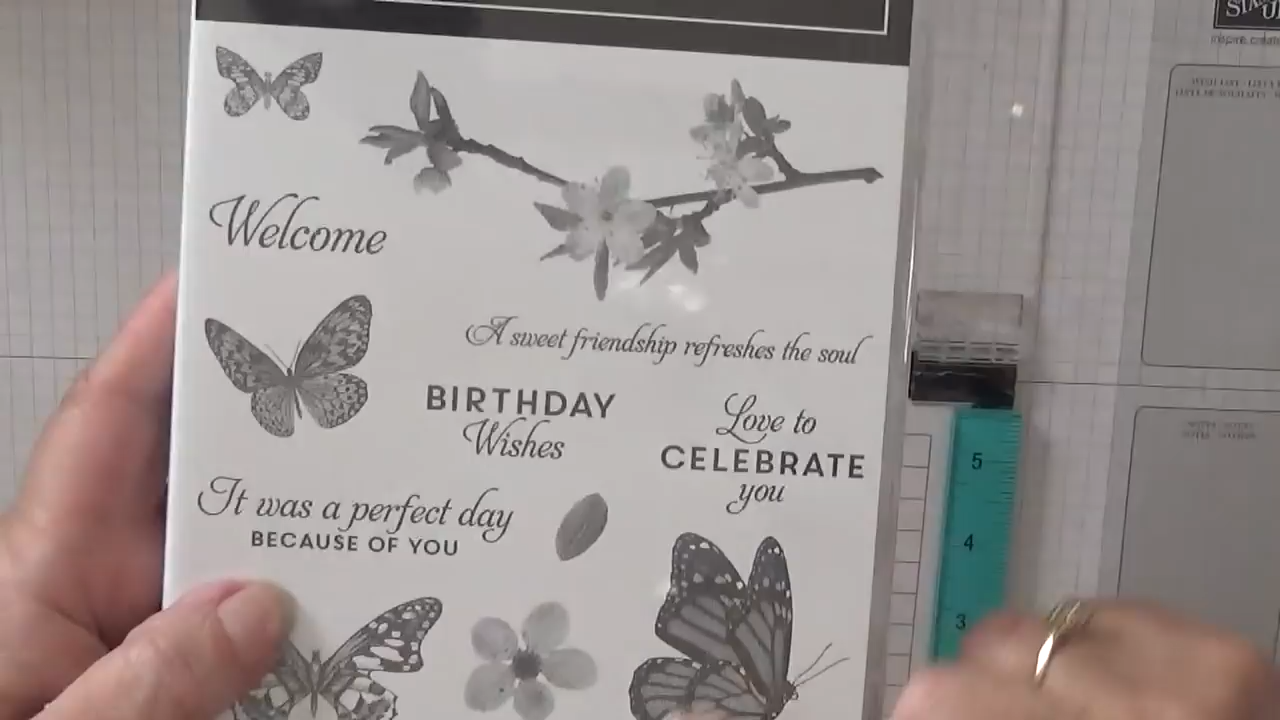 Welcome
A sweet friendship refreshes the soul
BIRTHDAY
Wishes
Love to
CELEBRATE
you
It was a perfect day
BECAUSE OF YOU
5
4
3